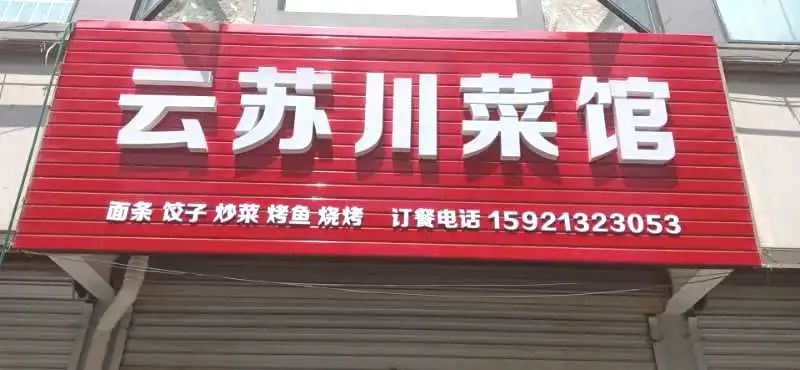 云苏川菜馆
面条 饺子 炒菜 烤鱼 烧烤 订餐电话 15921323053